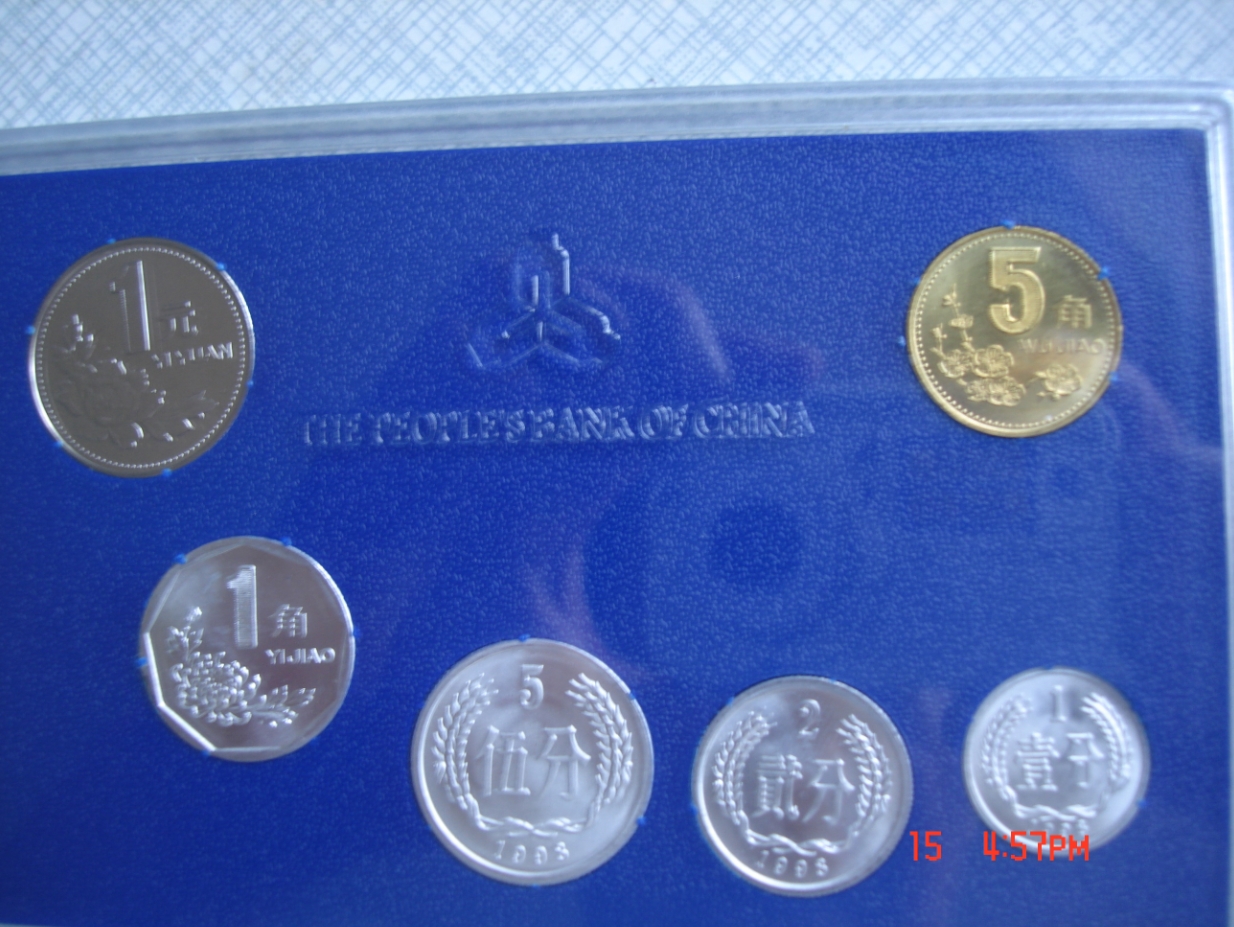 1元
YI YUAN
5角
WU JIAO
THE PEOPLE'S BANK OF CHINA
1角
YI JIAO
5
伍分
2
貳分
1
壹分
15 4:57PM